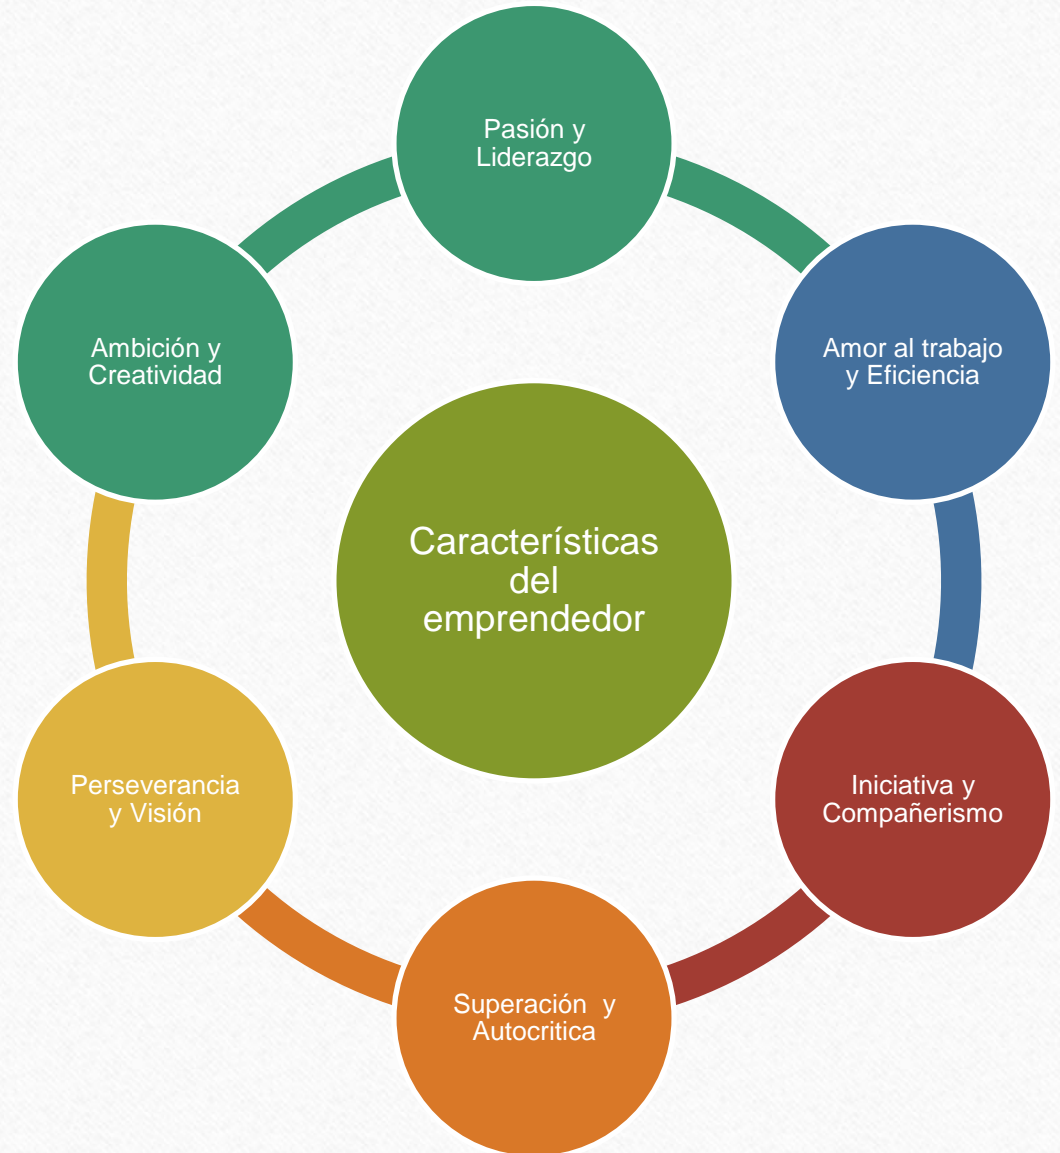 Pasión y
Liderazgo
Ambición y
Creatividad
Amor al trabajo
y Eficiencia
Características
del
emprendedor
Perseverancia
y Visión
Iniciativa y
Compañerismo
Superación  y
Autocritica